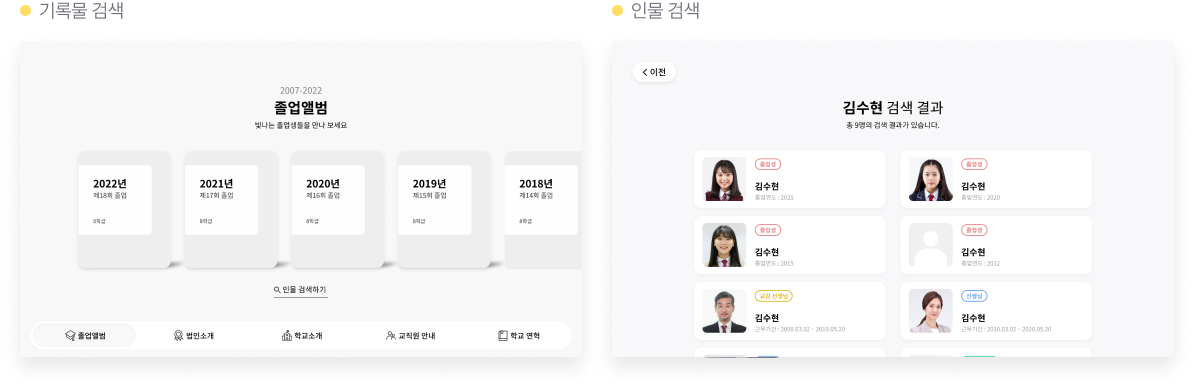 기록물 검색
2007-2022
졸업앨범
빛나는 졸업생들을 만나 보세요
2022년
제18회 졸업
8학급
2021년
제17회 졸업
8학급
2020년
제16회 졸업
8학급
2019년
제15회 졸업
8학급
2018년
제14회 졸업
8학급
인물 검색하기
졸업앨범
법인소개
학교소개
교직원 안내
학교 연혁
인물 검색
이전
김수현 검색 결과
총 9명의 검색 결과가 있습니다.
졸업생
김수현
졸업연도 : 2021
졸업생
김수현
졸업연도 : 2020
졸업생
김수현
졸업연도 : 2015
졸업생
김수현
졸업연도 : 2012
교감 선생님
김수현
근무기간 : 2008.03.02 ~ 2019.05.20
선생님
김수현
근무기간 : 2010.03.02 ~ 2020.05.20